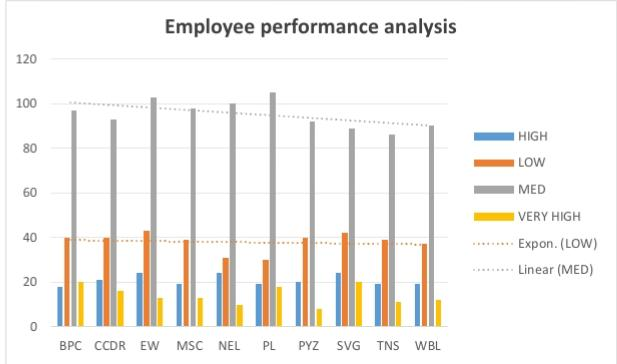 Employee performance analysis
120
100
80
60
40
20
0
BPC CCDR EW MSC NEL PL PYZ SVG TNS WBL
HIGH
LOW
MED
VERY HIGH
Expon. (LOW)
Linear (MED)